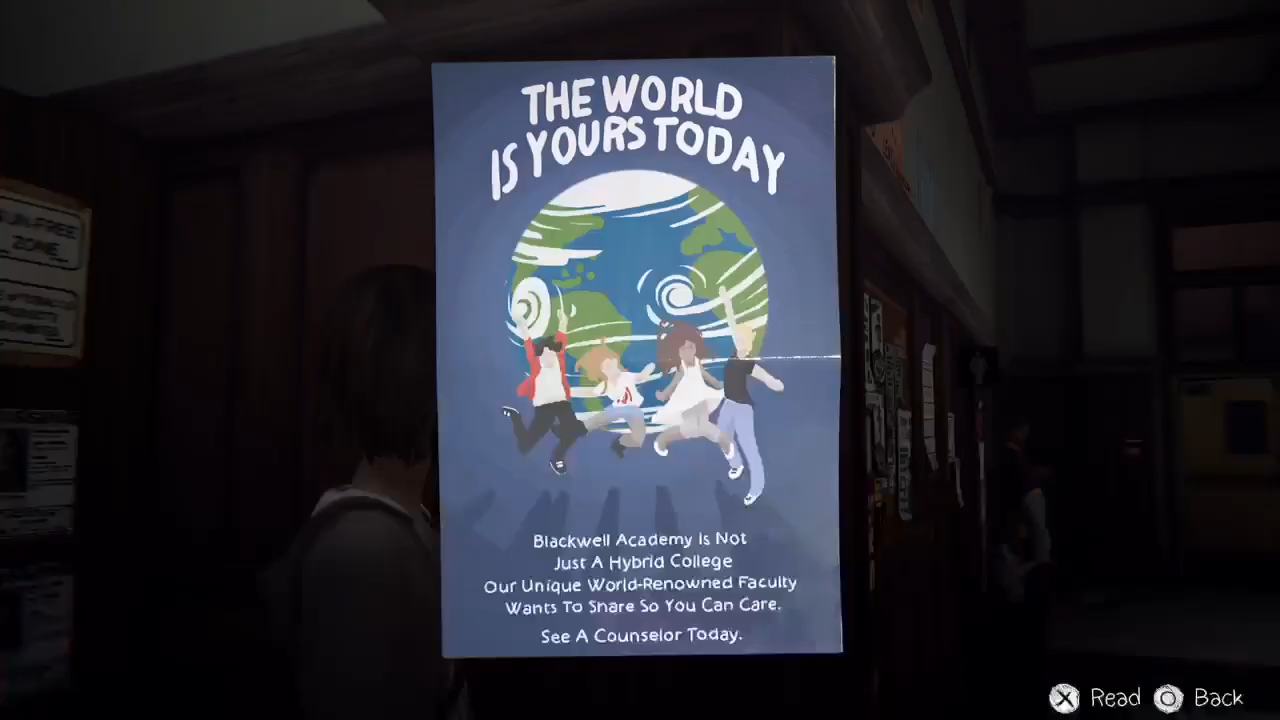 THE WORLD
IS YOURS TODAY
Blackwell Academy Is Not
Just A Hybrid College
Our Unique World-Renowned Faculty
Wants To Share So You Can Care.
See A Counselor Today.
ZONE
Read
Back